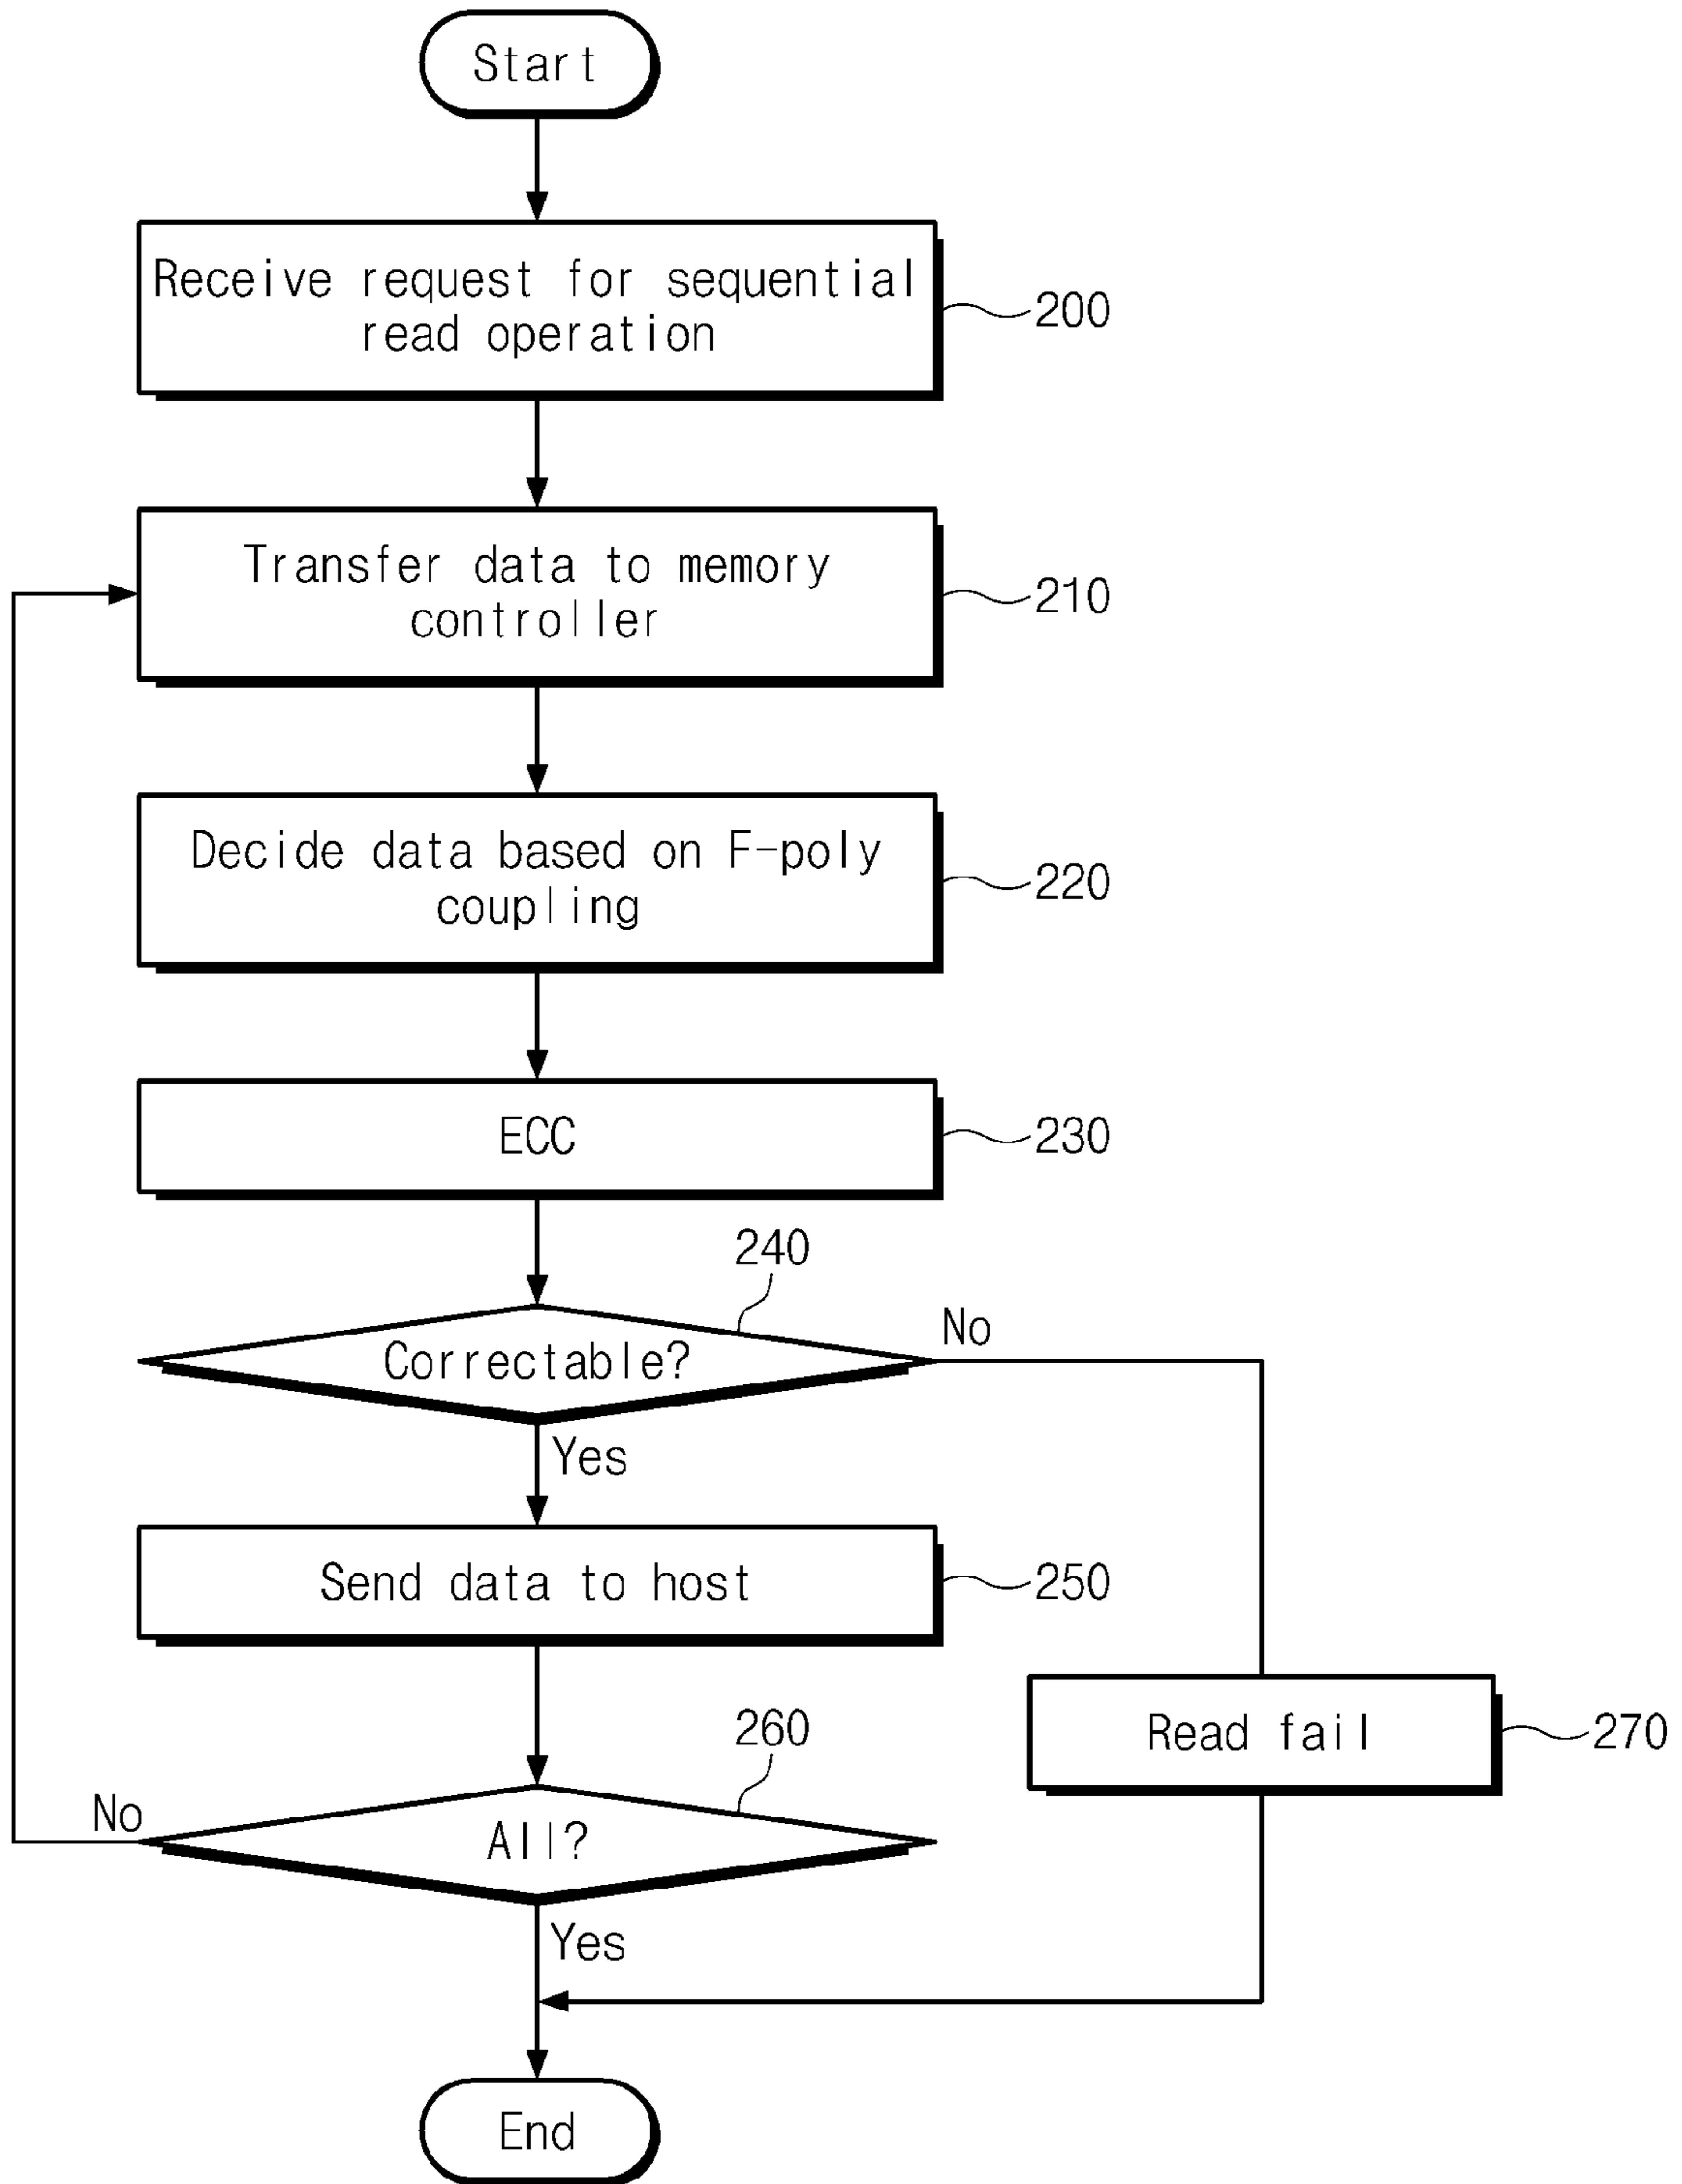 Start
Receive request for sequential
read operation
200
Transfer data to memory
controller
210
Decide data based on F-poly
coupling
220
ECC
230
240
Correctable?
No
Yes
Send data to host
250
Read fail
270
260
All?
No
Yes
End